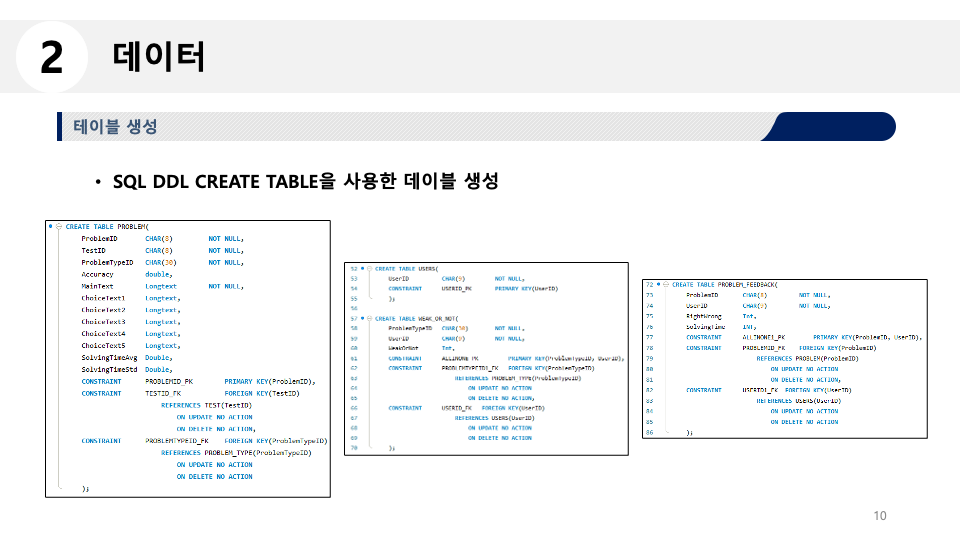 2
데이터
테이블 생성
• SQL DDL CREATE TABLE을 사용한 데이블 생성
CREATE TABLE PROBLEM(
ProblemID CHAR(8) NOT NULL,
TestID CHAR(8) NOT NULL,
ProblemTypeID CHAR(30) NOT NULL,
Accuracy double,
MainText Longtext NOT NULL,
ChoiceText1 Longtext,
ChoiceText2 Longtext,
ChoiceText3 Longtext,
ChoiceText4 Longtext,
ChoiceText5 Longtext,
SolvingTimeAvg Double,
SolvingTimeStd Double,
CONSTRAINT PROBLEMID_PK PRIMARY KEY(ProblemID),
CONSTRAINT TESTID_FK FOREIGN KEY(TestID)
REFERENCES TEST(TestID)
ON UPDATE NO ACTION
ON DELETE NO ACTION,
CONSTRAINT PROBLEMTYPEID_FK FOREIGN KEY(ProblemTypeID)
REFERENCES PROBLEM_TYPE(ProblemTypeID)
ON UPDATE NO ACTION
ON DELETE NO ACTION
);
52 CREATE TABLE USERS(
53 UserID CHAR(9) NOT NULL,
54 CONSTRAINT USERID_PK PRIMARY KEY(UserID)
55 );
56
57 CREATE TABLE WEAK_OR_NOT(
58 ProblemTypeID CHAR(30) NOT NULL,
59 UserID CHAR(9) NOT NULL,
60 WeakOrNot Int,
61 CONSTRAINT ALLINONE_PK PRIMARY KEY(ProblemTypeID, UserID),
62 CONSTRAINT PROBLEMTYPEID1_FK FOREIGN KEY(ProblemTypeID)
63 REFERENCES PROBLEM_TYPE(ProblemTypeID)
64 ON UPDATE NO ACTION
65 ON DELETE NO ACTION,
66 CONSTRAINT USERID_FK FOREIGN KEY(UserID)
67 REFERENCES USERS(UserID)
68 ON UPDATE NO ACTION
69 ON DELETE NO ACTION
70 );
72 CREATE TABLE PROBLEM_FEEDBACK(
73 ProblemID CHAR(8) NOT NULL,
74 UserID CHAR(9) NOT NULL,
75 RightWrong Int,
76 SolvingTime INT,
77 CONSTRAINT ALLINONE1_PK PRIMARY KEY(ProblemID, UserID),
78 CONSTRAINT PROBLEMID_FK FOREIGN KEY(ProblemID)
79 REFERENCES PROBLEM(ProblemID)
80 ON UPDATE NO ACTION
81 ON DELETE NO ACTION,
82 CONSTRAINT USERID1_FK FOREIGN KEY(UserID)
83 REFERENCES USERS(UserID)
84 ON UPDATE NO ACTION
85 ON DELETE NO ACTION
86 );
10